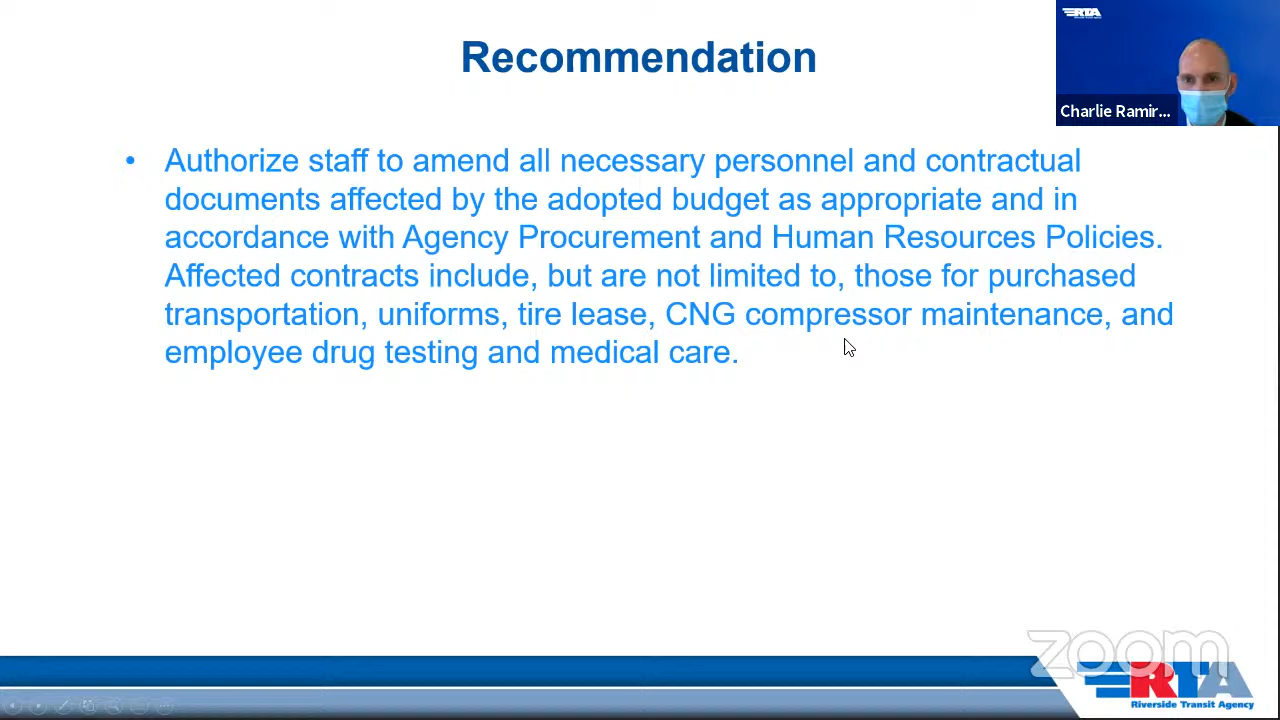 Recommendation
RTA
Charlie Ramir...
• Authorize staff to amend all necessary personnel and contractual
documents affected by the adopted budget as appropriate and in
accordance with Agency Procurement and Human Resources Policies.
Affected contracts include, but are not limited to, those for purchased
transportation, uniforms, tire lease, CNG compressor maintenance, and
employee drug testing and medical care.
zoom
RTA
Riverside Transit Agency